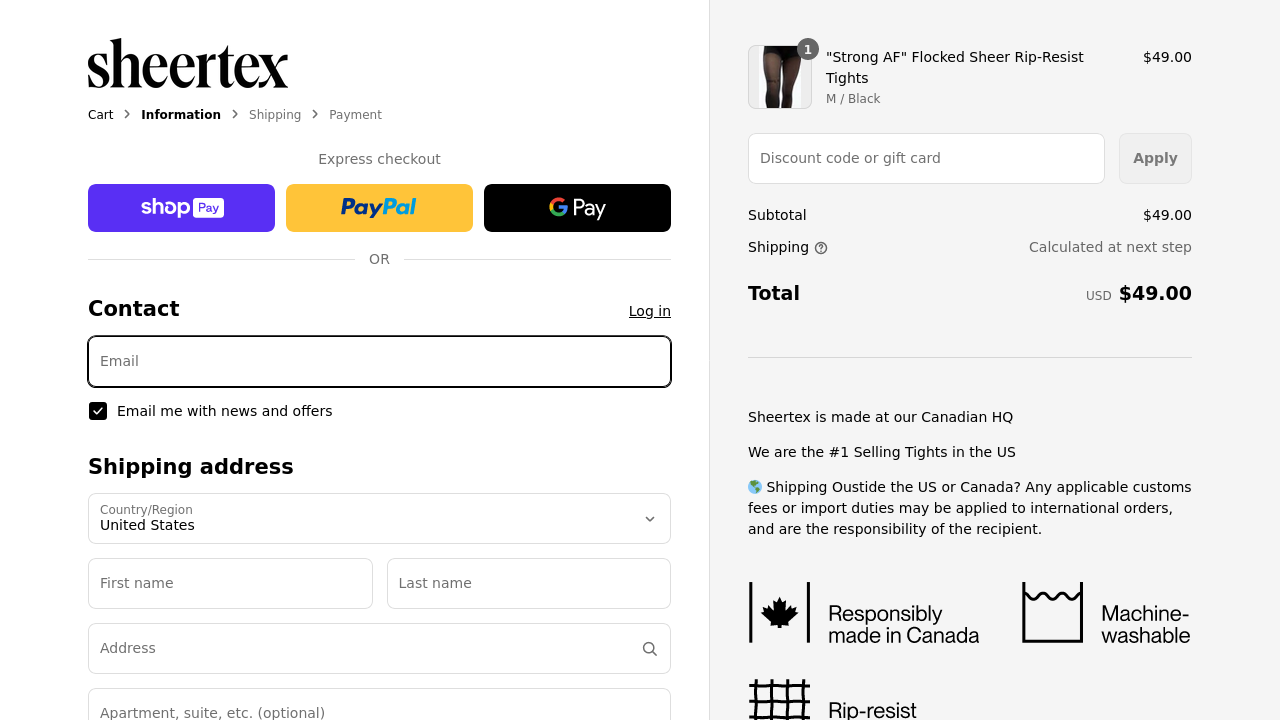 sheertex
Cart > Information > Shipping > Payment
Express checkout
shop Pay
PayPal
G Pay
OR
Contact
Log in
Email
Email me with news and offers
Shipping address
Country/Region
United States
First name
Last name
Address
Apartment, suite, etc. (optional)
1
"Strong AF" Flocked Sheer Rip-Resist
Tights
M / Black
$49.00
Discount code or gift card
Apply
Subtotal
$49.00
Shipping
Calculated at next step
Total
USD $49.00
Sheertex is made at our Canadian HQ
We are the #1 Selling Tights in the US
🌎 Shipping Oustide the US or Canada? Any applicable customs
fees or import duties may be applied to international orders,
and are the responsibility of the recipient.
Responsibly
made in Canada
Machine-
washable
Rip-resist